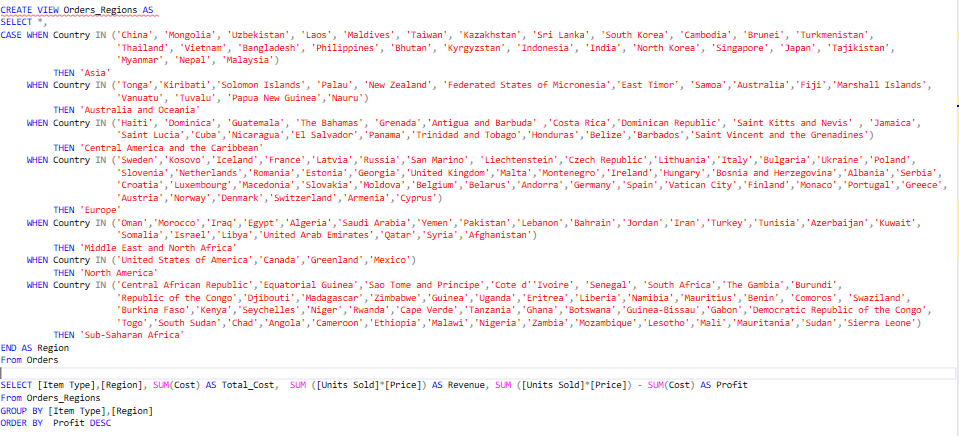 CREATE VIEW Orders_Regions AS
SELECT *,
CASE WHEN Country IN ('China', 'Mongolia', 'Uzbekistan', 'Laos', 'Maldives', 'Taiwan', 'Kazakhstan', 'Sri Lanka', 'South Korea', 'Cambodia', 'Brunei', 'Turkmenistan',
'Thailand', 'Vietnam', 'Bangladesh', 'Philippines', 'Bhutan', 'Kyrgyzstan', 'Indonesia', 'India', 'North Korea', 'Singapore', 'Japan', 'Tajikistan',
'Myanmar', 'Nepal', 'Malaysia')
THEN 'Asia'
WHEN Country IN ('Tonga','Kiribati','Solomon Islands', 'Palau', 'New Zealand', 'Federated States of Micronesia','East Timor', 'Samoa','Australia','Fiji','Marshall Islands',
'Vanuatu', 'Tuvalu', 'Papua New Guinea','Nauru')
THEN 'Australia and Oceania'
WHEN Country IN ('Haiti', 'Dominica', 'Guatemala', 'The Bahamas', 'Grenada','Antigua and Barbuda' ,'Costa Rica','Dominican Republic', 'Saint Kitts and Nevis' , 'Jamaica',
'Saint Lucia','Cuba','Nicaragua','El Salvador','Panama','Trinidad and Tobago','Honduras','Belize','Barbados','Saint Vincent and the Grenadines')
THEN 'Central America and the Caribbean'
WHEN Country IN ('Sweden','Kosovo','Iceland','France','Latvia','Russia','San Marino', 'Liechtenstein','Czech Republic','Lithuania','Italy','Bulgaria','Ukraine','Poland',
'Slovenia','Netherlands','Romania','Estonia','Georgia','United Kingdom','Malta','Montenegro','Ireland','Hungary','Bosnia and Herzegovina','Albania','Serbia',
'Croatia','Luxembourg','Macedonia','Slovakia','Moldova','Belgium','Belarus','Andorra','Germany','Spain','Vatican City','Finland','Monaco','Portugal','Greece',
'Austria','Norway','Denmark','Switzerland','Armenia','Cyprus')
THEN 'Europe'
WHEN Country IN ('Oman','Morocco','Iraq','Egypt','Algeria','Saudi Arabia','Yemen','Pakistan','Lebanon','Bahrain','Jordan','Iran','Turkey','Tunisia','Azerbaijan','Kuwait',
'Somalia','Israel','Libya','United Arab Emirates','Qatar','Syria','Afghanistan')
THEN 'Middle East and North Africa'
WHEN Country IN ('United States of America','Canada','Greenland','Mexico')
THEN 'North America'
WHEN Country IN ('Central African Republic','Equatorial Guinea','Sao Tome and Principe','Cote d''Ivoire', 'Senegal', 'South Africa','The Gambia','Burundi',
'Republic of the Congo','Djibouti','Madagascar','Zimbabwe','Guinea','Uganda','Eritrea','Liberia','Namibia','Mauritius','Benin', 'Comoros', 'Swaziland',
'Burkina Faso','Kenya','Seychelles','Niger','Rwanda','Cape Verde','Tanzania','Ghana','Botswana','Guinea-Bissau','Gabon','Democratic Republic of the Congo',
'Togo','South Sudan','Chad','Angola','Cameroon','Ethiopia','Malawi','Nigeria','Zambia','Mozambique','Lesotho','Mali','Mauritania','Sudan','Sierra Leone')
THEN 'Sub-Saharan Africa'
END AS Region
From Orders
SELECT [Item Type],[Region], SUM(Cost) AS Total_Cost, SUM ([Units Sold]*[Price]) AS Revenue, SUM ([Units Sold]*[Price]) - SUM(Cost) AS Profit
From Orders_Regions
GROUP BY [Item Type],[Region]
ORDER BY Profit DESC